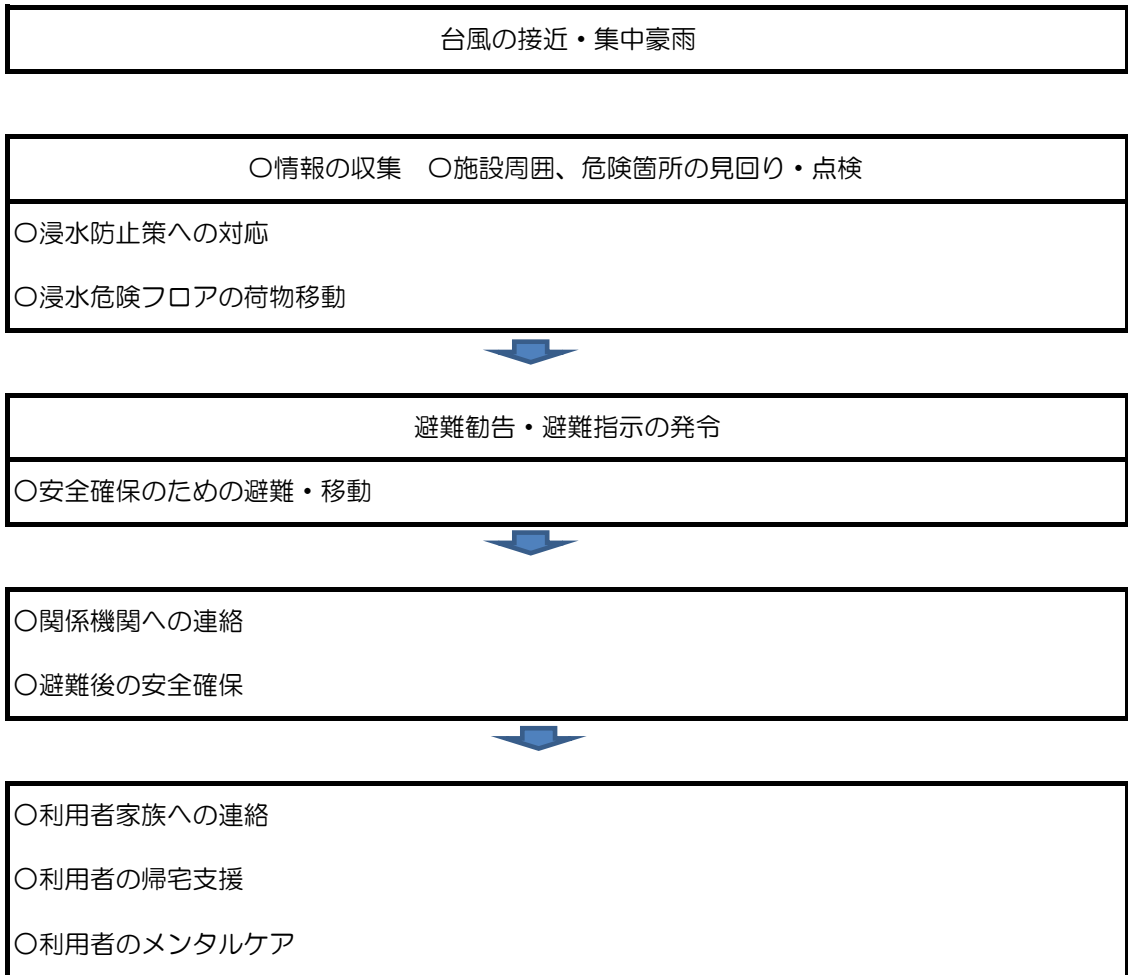 台風の接近・集中豪雨
〇情報の収集　〇施設周囲、危険箇所の見回り・点検
〇浸水防止策への対応
〇浸水危険フロアの荷物移動
避難勧告・避難指示の発令
〇安全確保のための避難・移動
〇関係機関への連絡
〇避難後の安全確保
〇利用者家族への連絡
〇利用者の帰宅支援
〇利用者のメンタルケア